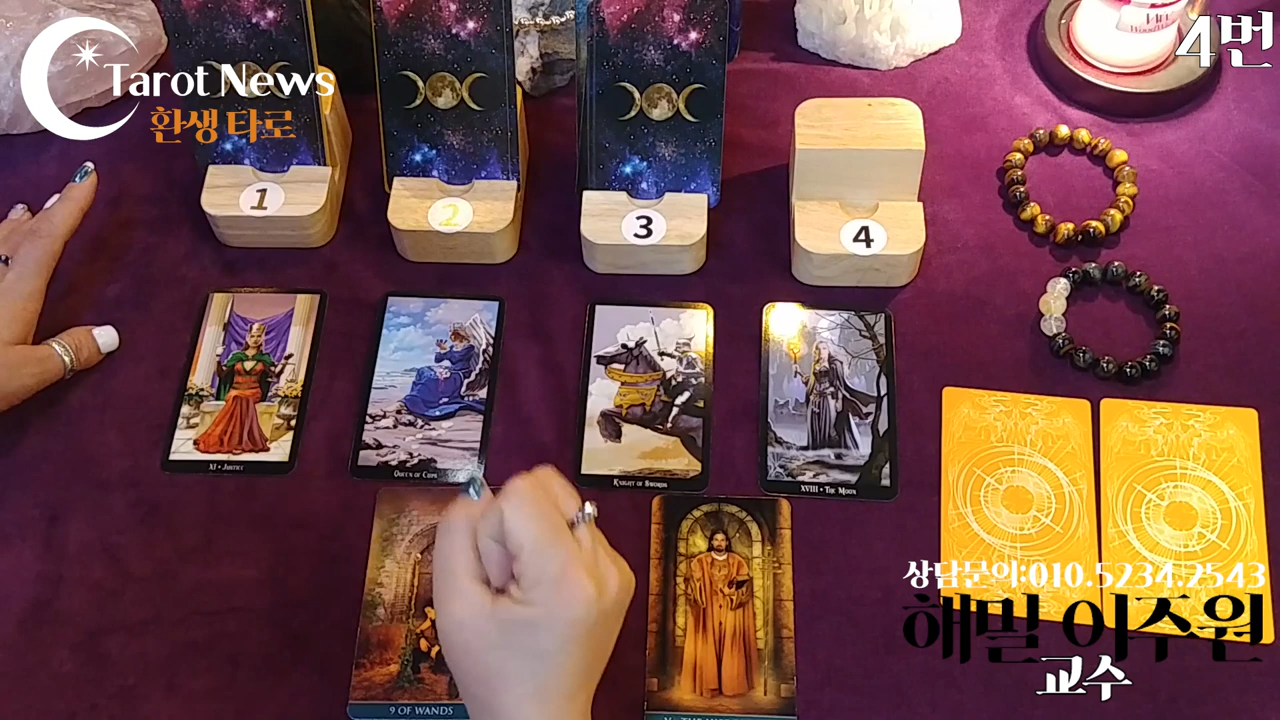 Tarot News
환생 타로
4번
1
2
3
4
XI • Justice
Queen of Cups
Knight of Swords
XVIII • The Moon
9 OF WANDS
상담문의:010.5234.2543
해밀 이주원
교수